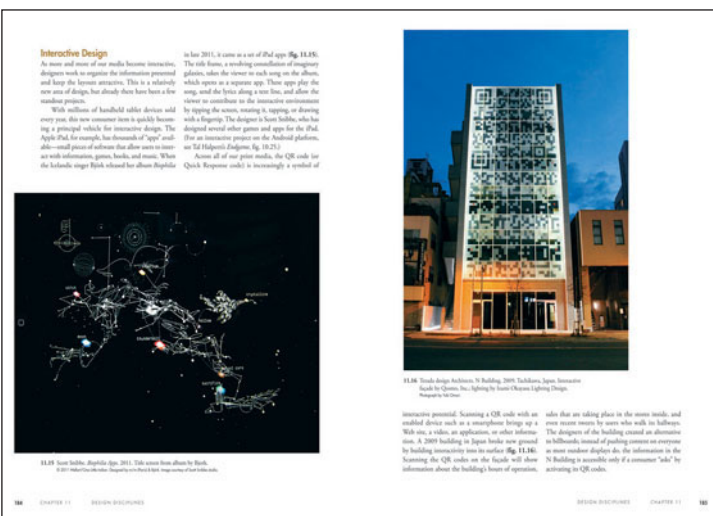 Interactive Design
As more and more of our media become interactive,
designers work to organize the information presented
and keep the layouts attractive. This is a relatively
new area of design, but already there have been a few
standout projects.
With millions of handheld tablet devices sold
every year, this new consumer item is quickly becom-
ing a principal vehicle for interactive design. The
Apple iPad, for example, has thousands of "apps" avail-
able—small pieces of software that allow users to inter-
act with information, games, books, and music. When
the Icelandic singer Björk released her album Biophilia
in late 2011, it came as a set of iPad apps (fig. 11.15).
The title frame, a revolving constellation of imaginary
galaxies, takes the viewer to each song on the album,
which opens as a separate app. These apps play the
song, send the lyrics along a text line, and allow the
viewer to contribute to the interactive environment
by tipping the screen, rotating it, tapping, or drawing
with a fingertip. The designer is Scott Snibbe, who has
designed several other games and apps for the iPad.
(For an interactive project on the Android platform,
see Tal Halpern's Endgame, fig. 10.25.)
Across all of our print media, the QR code (or
Quick Response code) is increasingly a symbol of
crystalline
11.15 Scott Snibbe. Biophilia Apps. 2011. Title screen from album by Björk.
184 CHAPTER 11 DESIGN DISCIPLINES
11.16 Terada design Architects. N Building. 2009. Tachikawa, Japan. Interactive
façade by Qosmo, Inc.; lighting by Izumi Okayasu Lighting Design.
interactive potential. Scanning a QR code with an
enabled device such as a smartphone brings up a
Web site, a video, an application, or other informa-
tion. A 2009 building in Japan broke new ground
by building interactivity into its surface (fig. 11.16).
Scanning the QR codes on the façade will show
information about the building's hours of operation,
sales that are taking place in the stores inside, and
even recent tweets by users who walk its hallways.
The designers of the building created an alternative
to billboards; instead of pushing content on everyone
as most outdoor displays do, the information in the
N Building is accessible only if a consumer "asks" by
activating its QR codes.
DESIGN DISCIPLINES CHAPTER 11 185